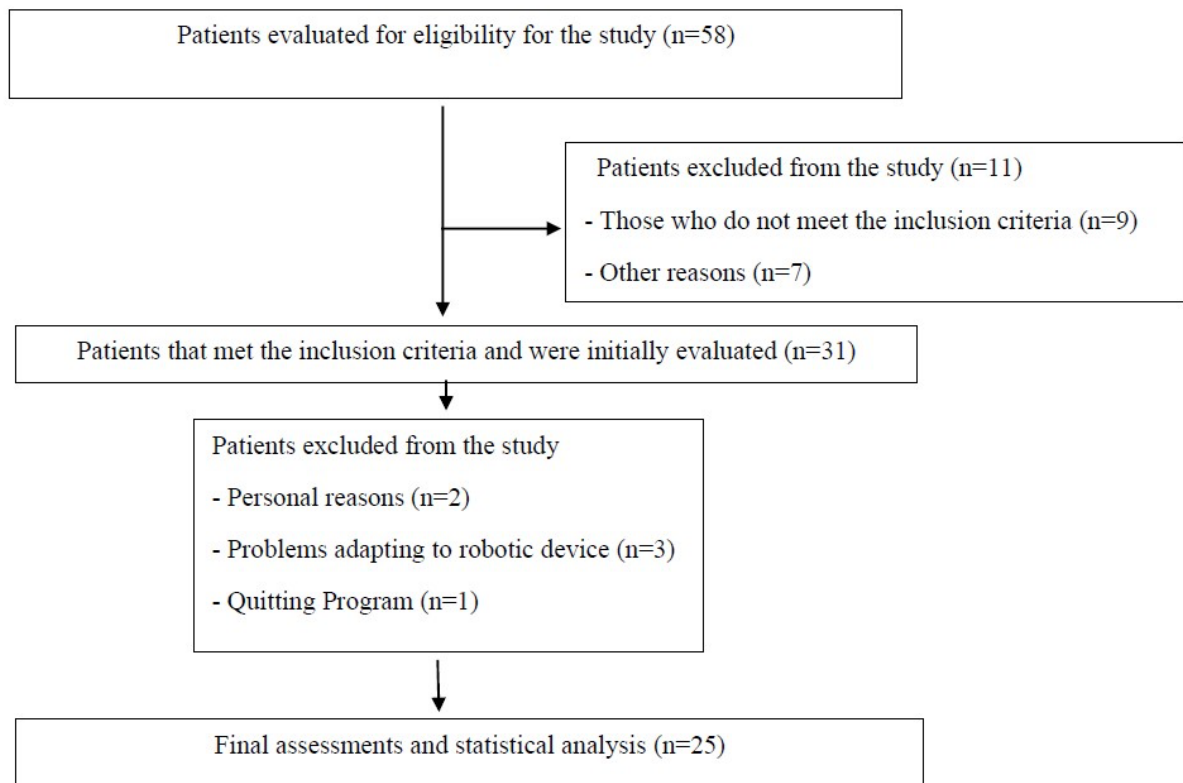 Patients evaluated for eligibility for the study (n=58)
Patients excluded from the study (n=11)
- Those who do not meet the inclusion criteria (n=9)
- Other reasons (n=7)
Patients that met the inclusion criteria and were initially evaluated (n=31)
Patients excluded from the study
- Personal reasons (n=2)
- Problems adapting to robotic device (n=3)
- Quitting Program (n=1)
Final assessments and statistical analysis (n=25)